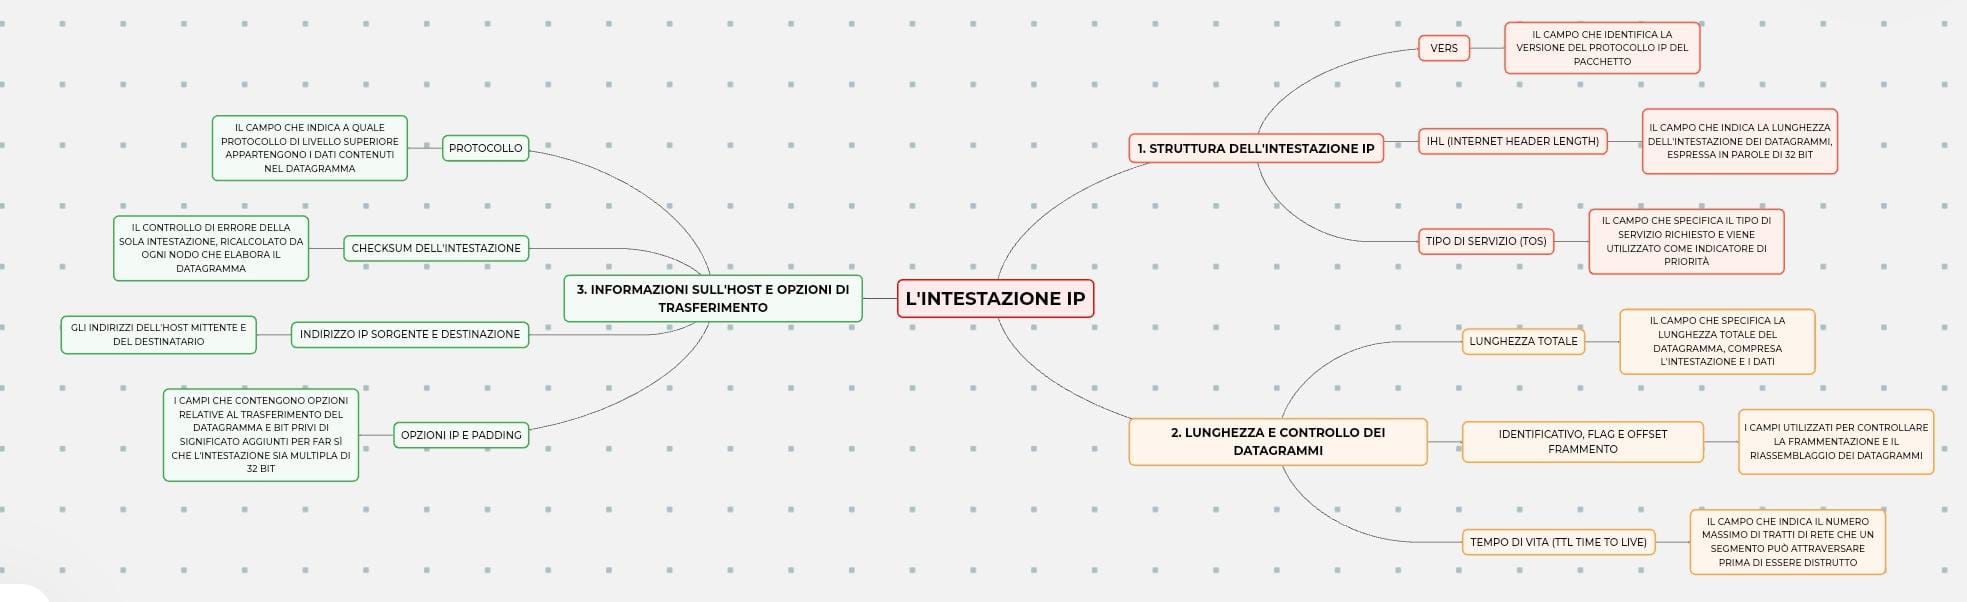 L'INTESTAZIONE IP
1. STRUTTURA DELL'INTESTAZIONE IP
VERS
IL CAMPO CHE IDENTIFICA LA
VERSIONE DEL PROTOCOLLO IP DEL
PACCHETTO
IHL (INTERNET HEADER LENGTH)
IL CAMPO CHE INDICA LA LUNGHEZZA
DELL'INTESTAZIONE DEI DATAGRAMMI,
ESPRESSA IN PAROLE DI 32 BIT
TIPO DI SERVIZIO (TOS)
IL CAMPO CHE SPECIFICA IL TIPO DI
SERVIZIO RICHIESTO E VIENE
UTILIZZATO COME INDICATORE DI
PRIORITÀ
2. LUNGHEZZA E CONTROLLO DEI
DATAGRAMMI
LUNGHEZZA TOTALE
IL CAMPO CHE SPECIFICA LA
LUNGHEZZA TOTALE DEL
DATAGRAMMA, COMPRESA
L'INTESTAZIONE E I DATI
IDENTIFICATIVO, FLAG E OFFSET
FRAMMENTO
I CAMPI UTILIZZATI PER CONTROLLARE
LA FRAMMENTAZIONE E IL
RIASSEMBLAGGIO DEI DATAGRAMMI
TEMPO DI VITA (TTL TIME TO LIVE)
IL CAMPO CHE INDICA IL NUMERO
MASSIMO DI TRATTI DI RETE CHE UN
SEGMENTO PUÒ ATTRAVERSARE
PRIMA DI ESSERE DISTRUTTO
3. INFORMAZIONI SULL'HOST E OPZIONI DI
TRASFERIMENTO
PROTOCOLLO
IL CAMPO CHE INDICA A QUALE
PROTOCOLLO DI LIVELLO SUPERIORE
APPARTENGONO I DATI CONTENUTI
NEL DATAGRAMMA
CHECKSUM DELL'INTESTAZIONE
IL CONTROLLO DI ERRORE DELLA
SOLA INTESTAZIONE, RICALCOLATO DA
OGNI NODO CHE ELABORA IL
DATAGRAMMA
INDIRIZZO IP SORGENTE E DESTINAZIONE
GLI INDIRIZZI DELL'HOST MITTENTE E
DEL DESTINATARIO
OPZIONI IP E PADDING
I CAMPI CHE CONTENGONO OPZIONI
RELATIVE AL TRASFERIMENTO DEL
DATAGRAMMA E BIT PRIVI DI
SIGNIFICATO AGGIUNTI PER FAR SÌ
CHE L'INTESTAZIONE SIA MULTIPLA DI
32 BIT